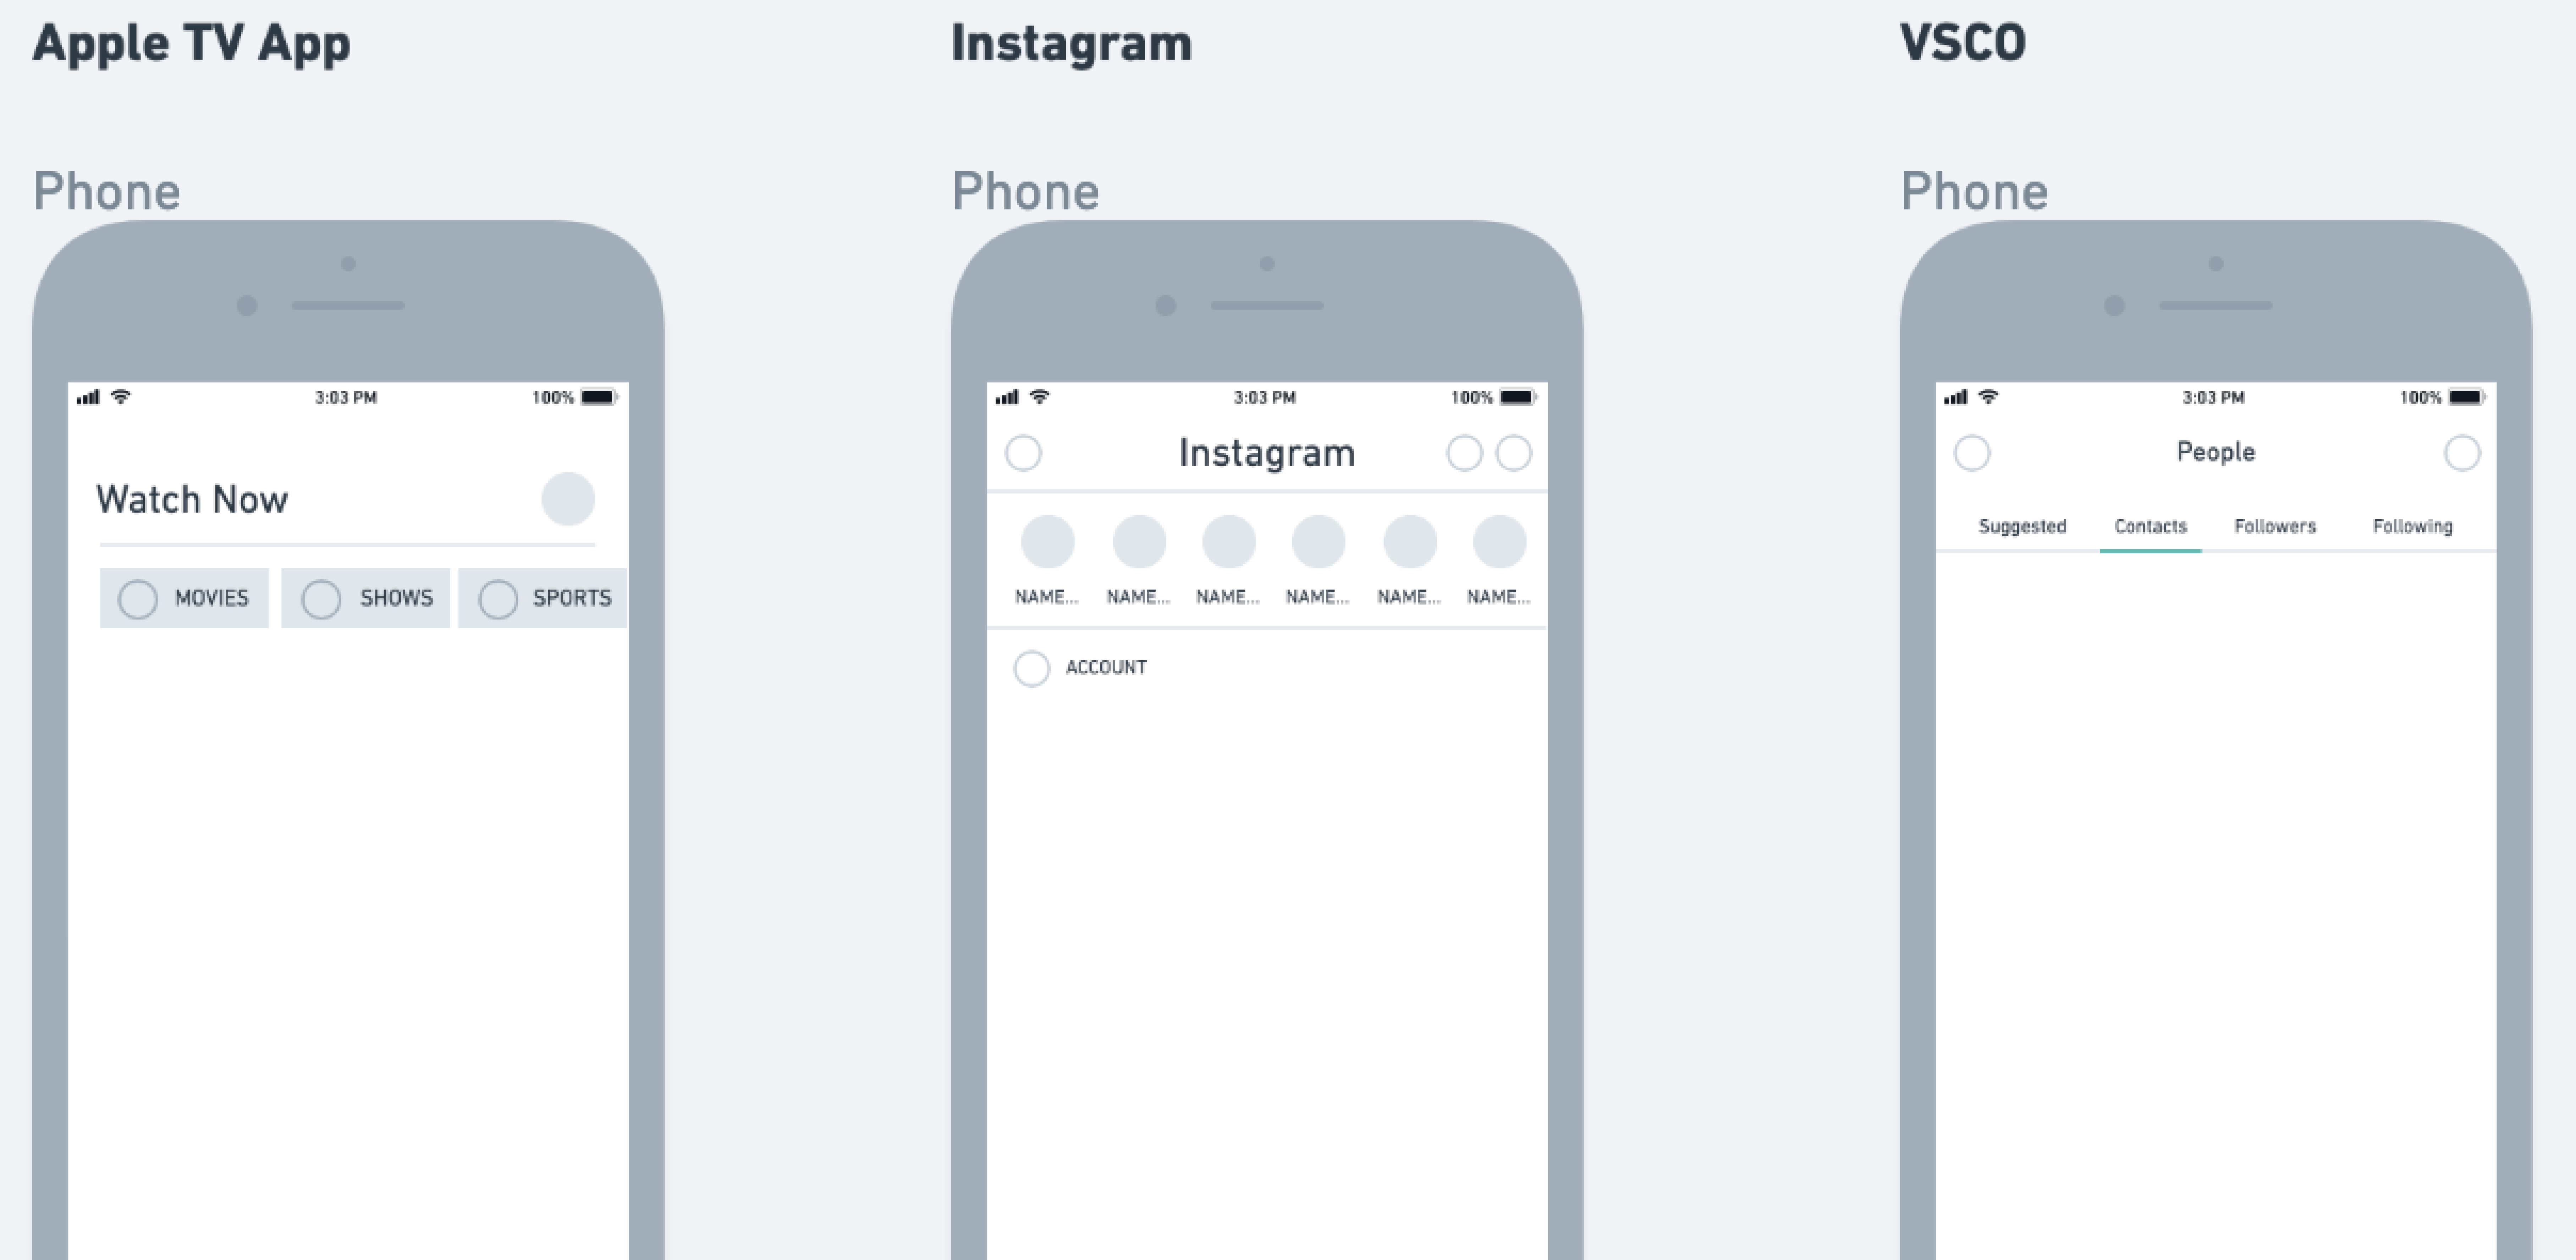 Apple TV App
Phone
3:03 PM 100%
Watch Now
MOVIES SHOWS SPORTS
Instagram
Phone
3:03 PM 100%
Instagram
NAME... NAME... NAME... NAME... NAME... NAME...
ACCOUNT
VSCO
Phone
3:03 PM 100%
People
Suggested Contacts Followers Following